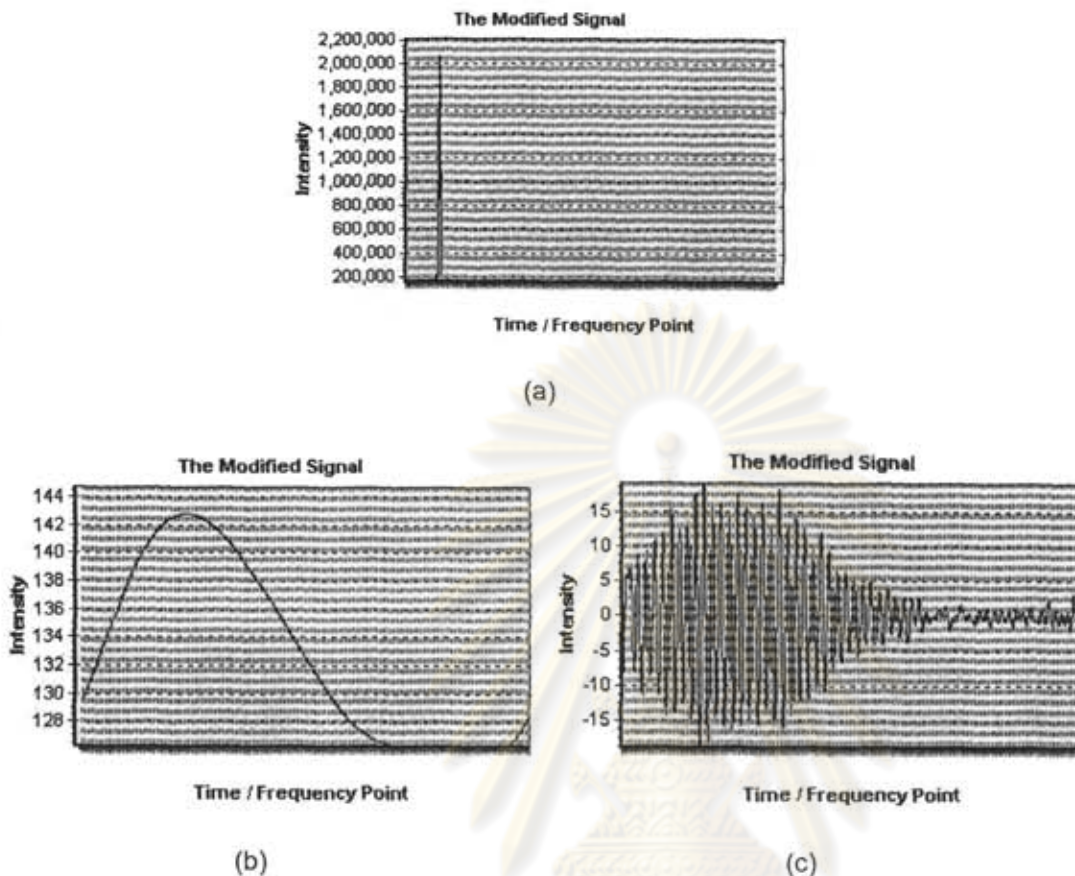 The Modified Signal
2,200,000
2,000,000
1,800,000
1,600,000
1,400,000
1,200,000
1,000,000
800,000
600,000
400,000
200,000
Intensity
Time / Frequency Point
(a)
The Modified Signal
144
142
140
138
136
134
132
130
128
Intensity
Time / Frequency Point
(b)
The Modified Signal
15
10
5
0
-5
-10
-15
Intensity
Time / Frequency Point
(c)